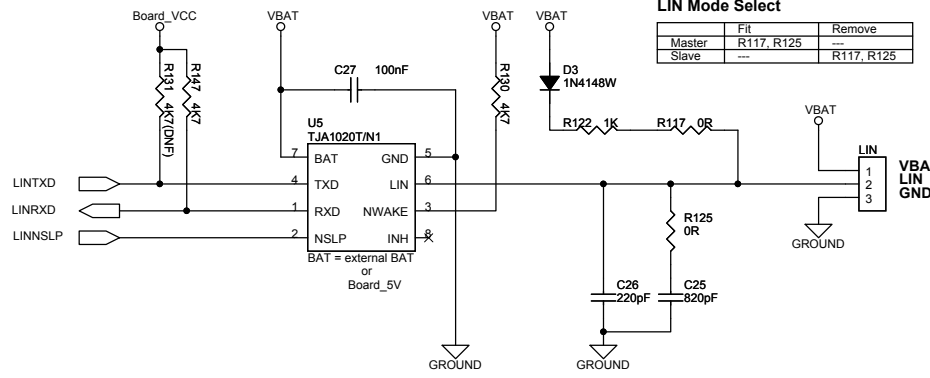 LIN Mode Select
Fit Remove
Master R117, R125 ---
Slave --- R117, R125
Board_VCC
VBAT
VBAT
VBAT
R131 4K7(DNF)
R147 4K7
C27 100nF
R130 4K7
D3
1N4148W
R122 1K
R117 0R
VBAT
U5
TJA1020T/N1
7 BAT GND 5
LINTXD 4 TXD LIN 6
LINRXD 1 RXD NWAKE 3
LINNSLP 2 NSLP INH 8
BAT = external BAT
or
Board_5V
LIN
1 VBA
2 LIN
3 GND
GROUND
R125
0R
C26
220pF
C25
820pF
GROUND
GROUND